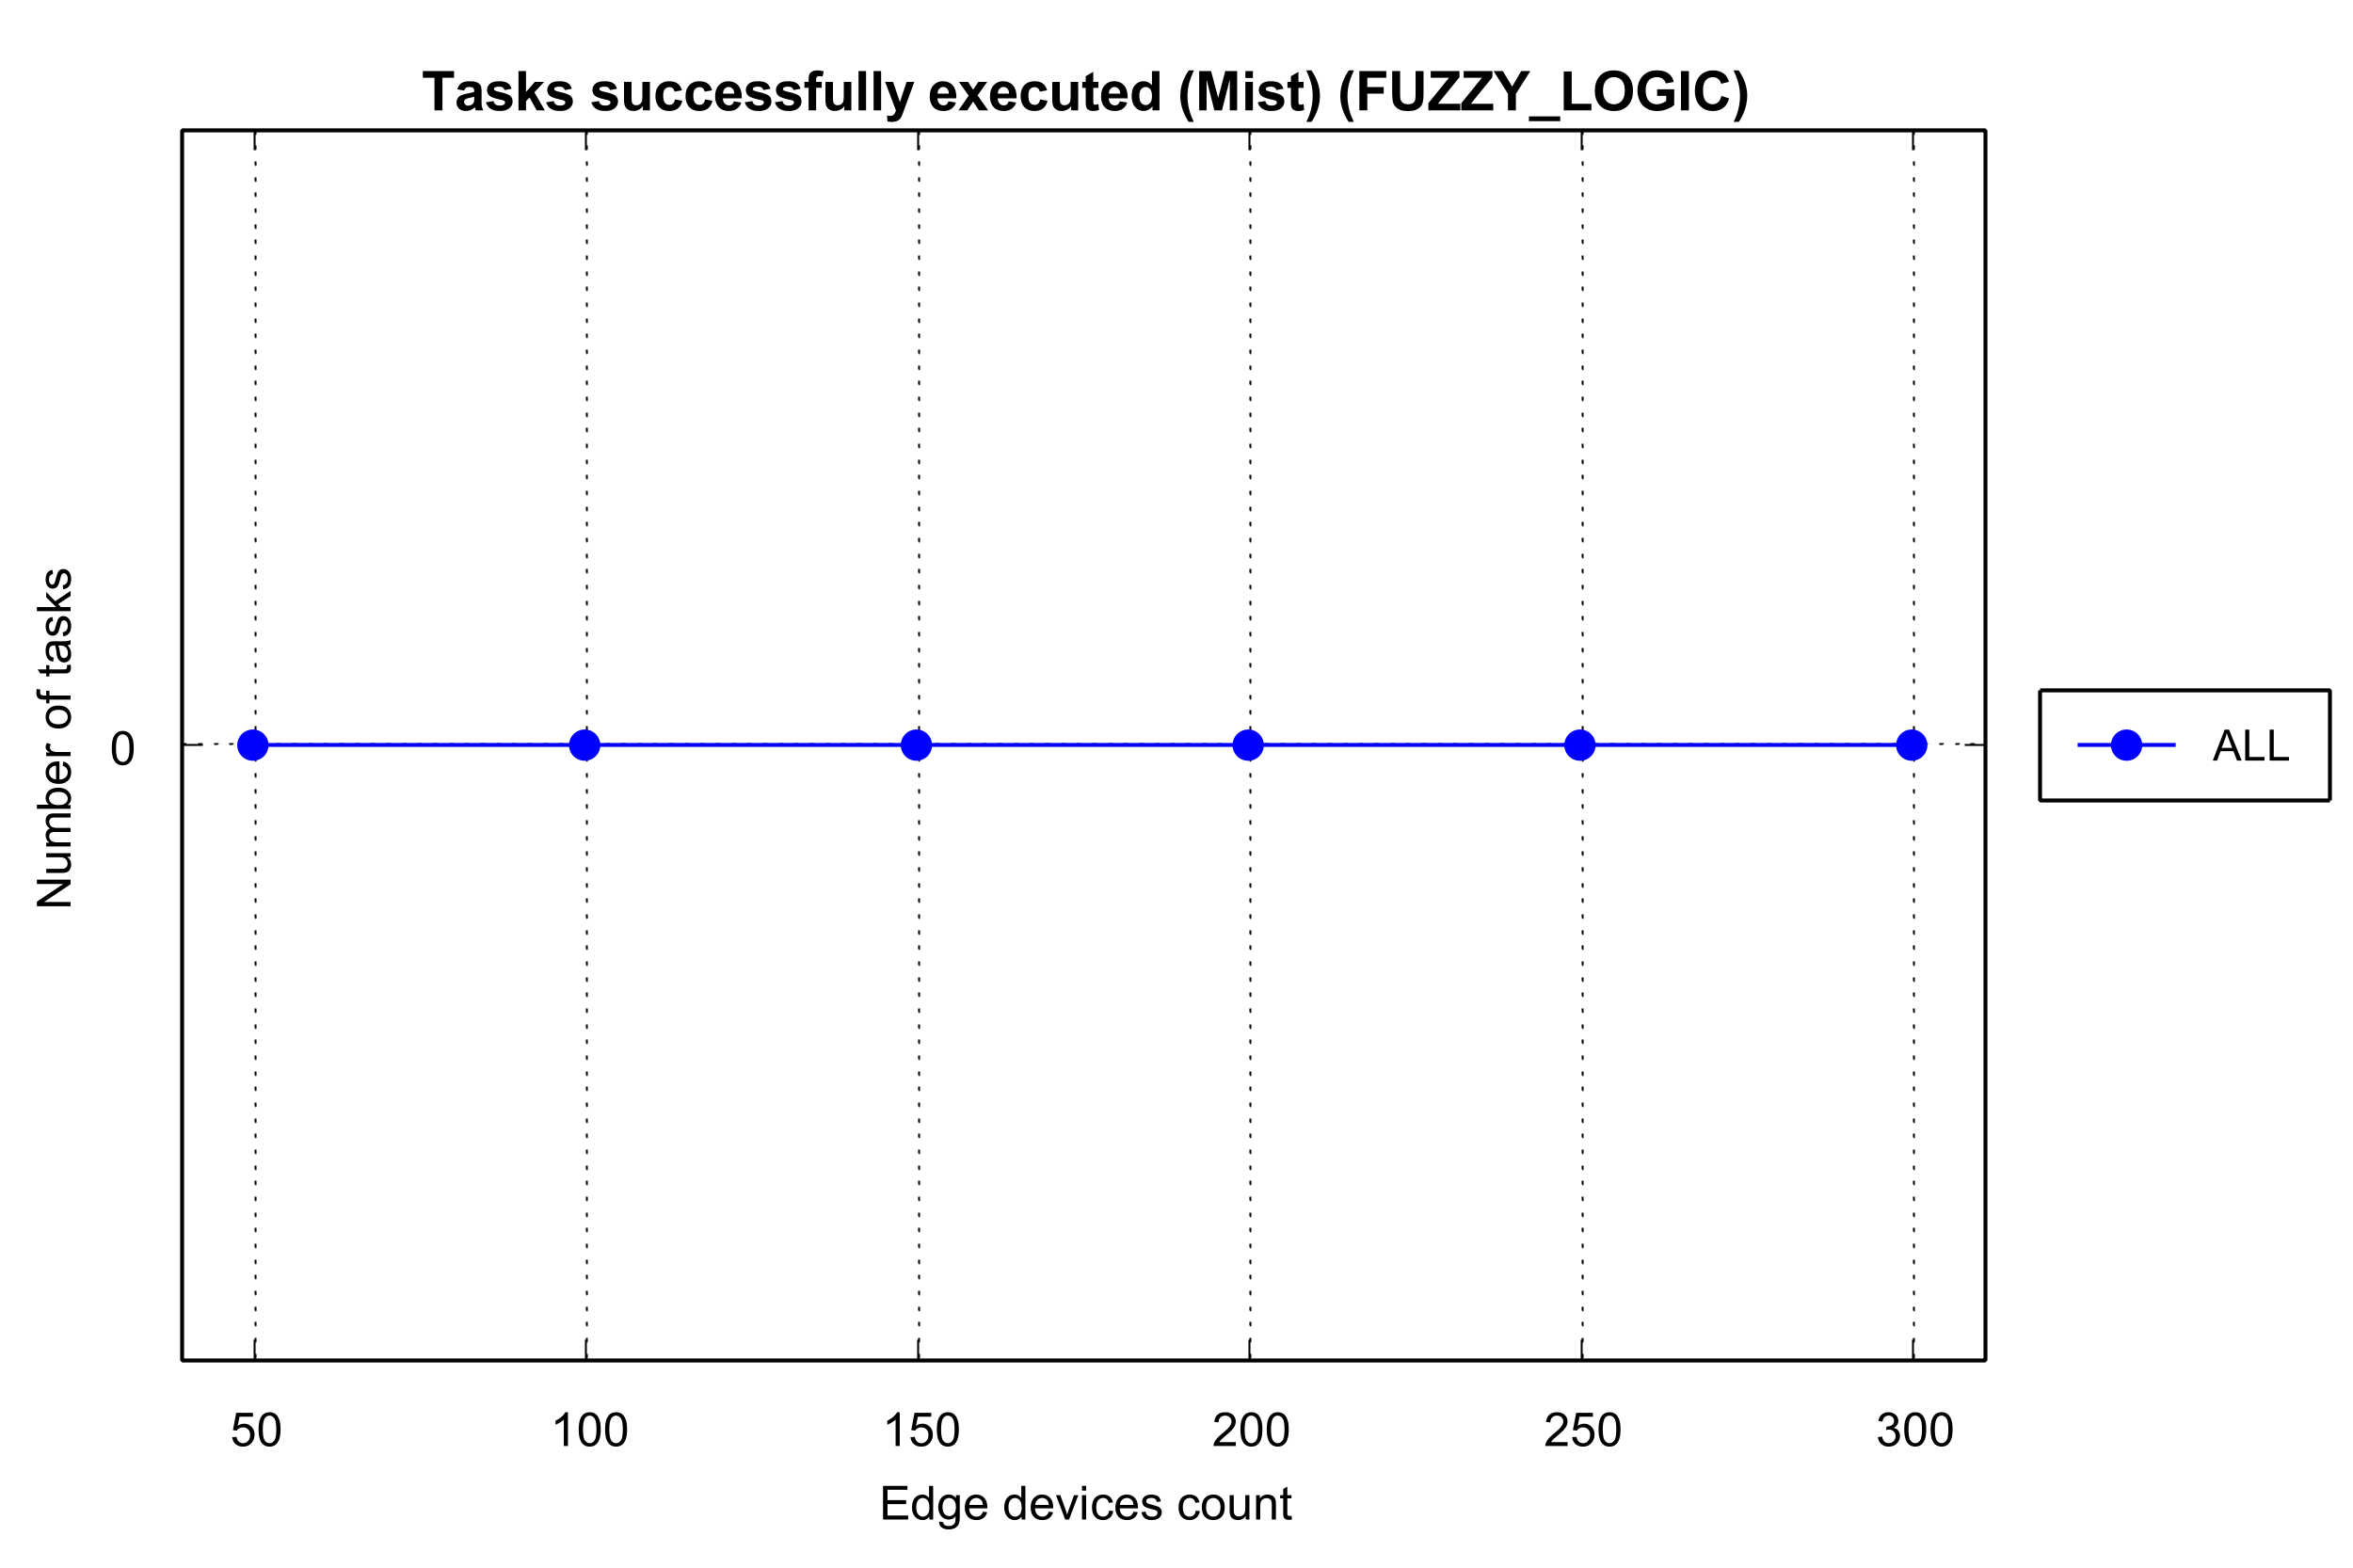 Tasks successfully executed (Mist) (FUZZY_LOGIC)
Number of tasks
0
ALL
50 100 150 200 250 300
Edge devices count